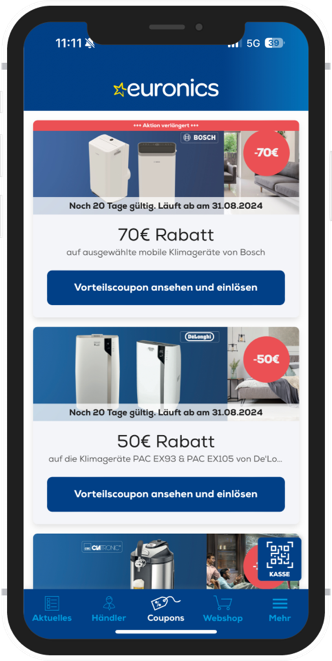 11:11
5G 39
euronics
*** Aktion verlängert ***
BOSCH
-70€
Noch 20 Tage gültig. Läuft ab am 31.08.2024
70€ Rabatt
auf ausgewählte mobile Klimageräte von Bosch
Vorteilscoupon ansehen und einlösen
DeLonghi
-50€
Noch 20 Tage gültig. Läuft ab am 31.08.2024
50€ Rabatt
auf die Klimageräte PAC EX93 & PAC EX105 von De'Lo...
Vorteilscoupon ansehen und einlösen
KASSE
Aktuelles
Händler
Coupons
Webshop
Mehr